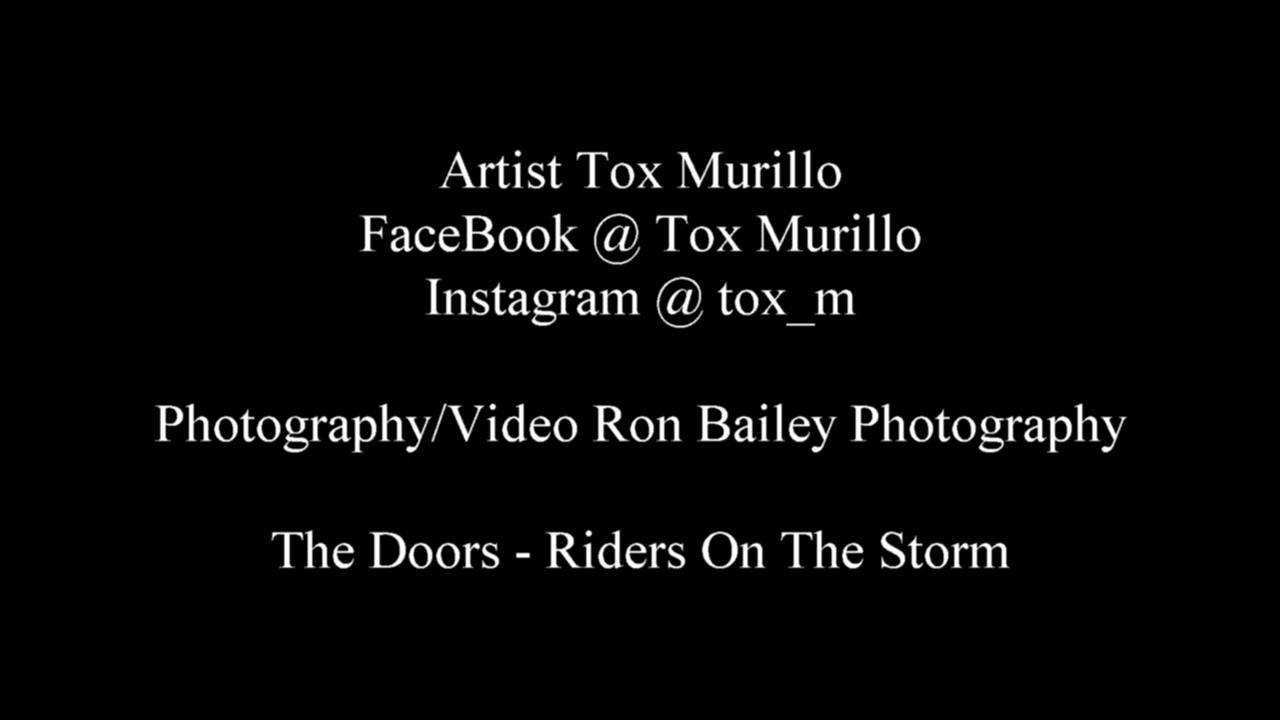 Artist Tox Murillo
FaceBook @ Tox Murillo
Instagram @ tox_m
Photography/Video Ron Bailey Photography
The Doors - Riders On The Storm